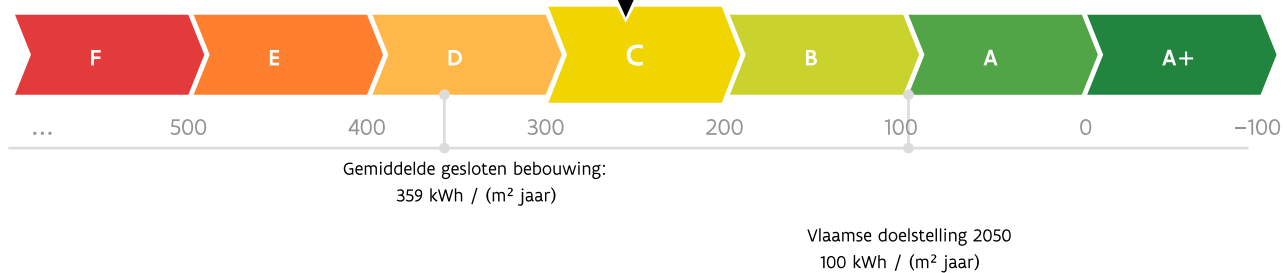 F E D C B A A+
... 500 400 300 200 100 0 −100
Gemiddelde gesloten bebouwing:
359 kWh / (m² jaar)
Vlaamse doelstelling 2050
100 kWh / (m² jaar)